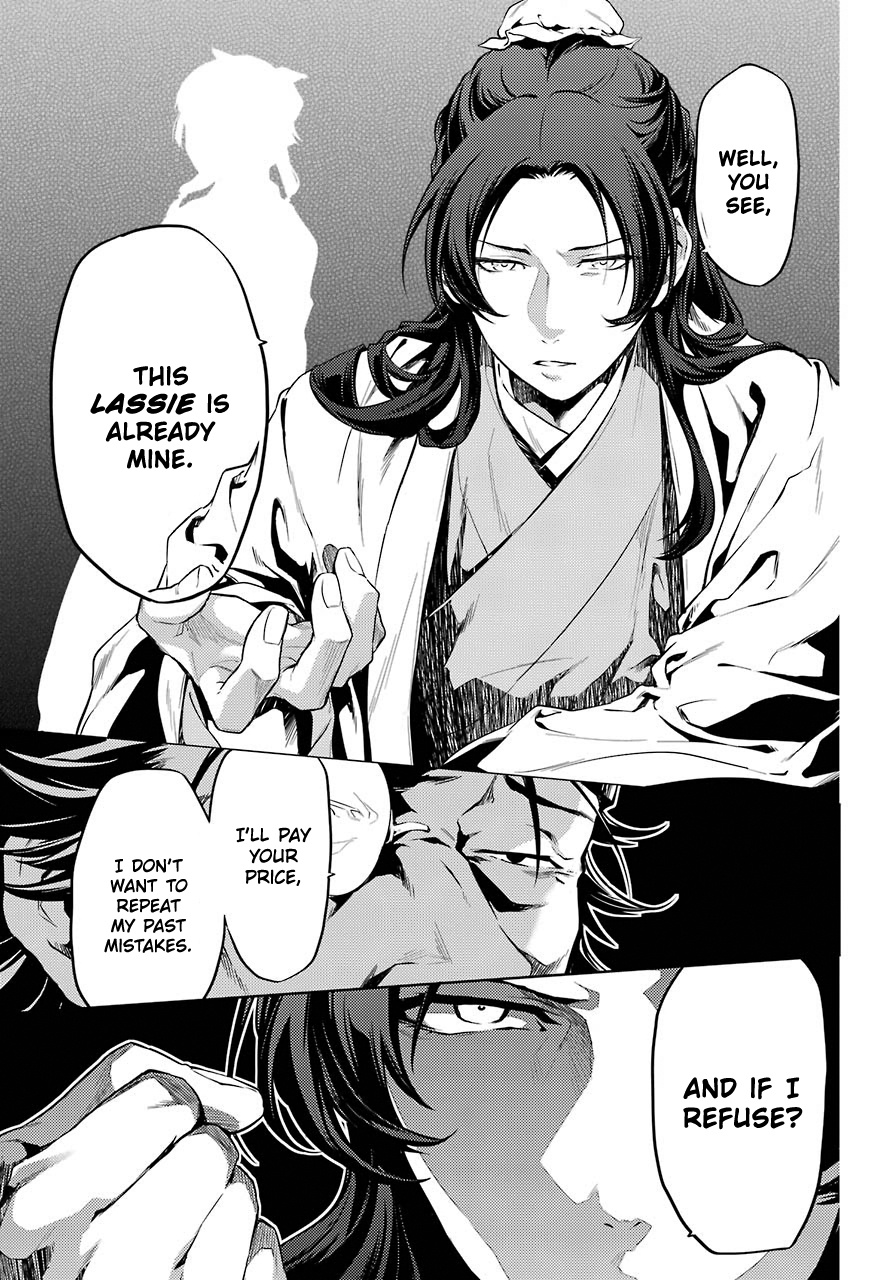 WELL,
YOU
SEE,
THIS
LASSIE IS
ALREADY
MINE.
I'LL PAY
YOUR
PRICE,
I DON'T
WANT TO
REPEAT
MY PAST
MISTAKES.
AND IF I
REFUSE?